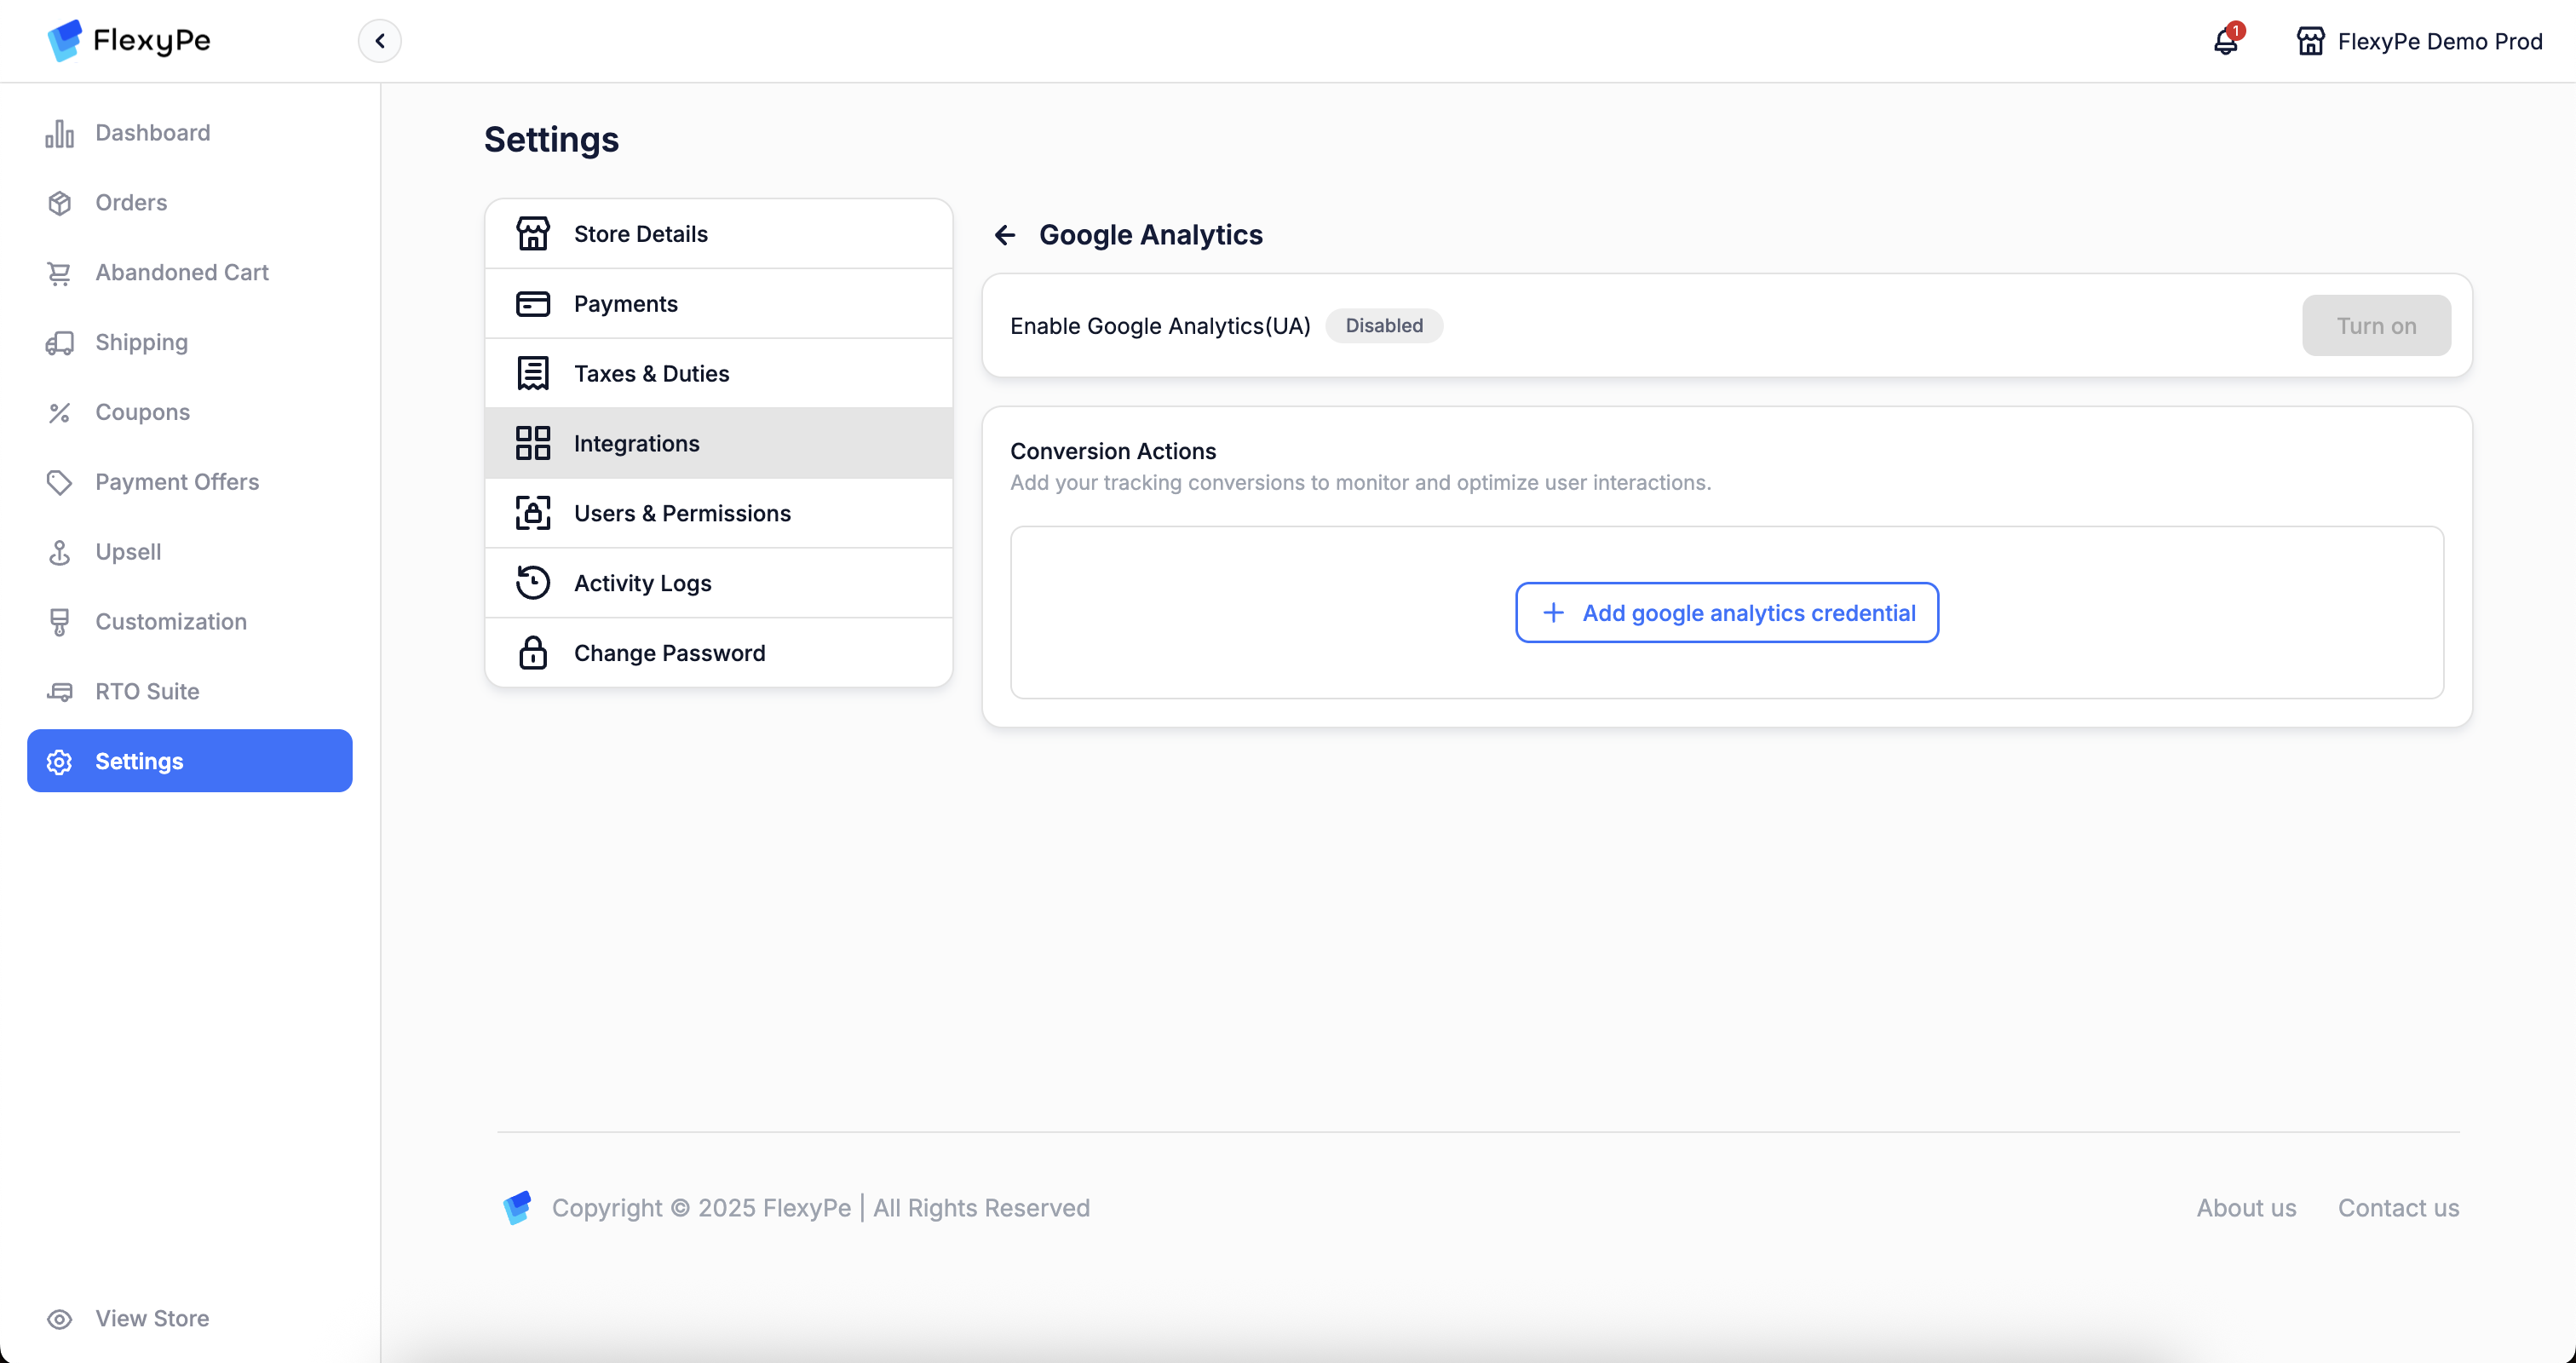 FlexyPe
1
FlexyPe Demo Prod
Dashboard
Orders
Abandoned Cart
Shipping
Coupons
Payment Offers
Upsell
Customization
RTO Suite
Settings
View Store
Settings
Store Details
Payments
Taxes & Duties
Integrations
Users & Permissions
Activity Logs
Change Password
Google Analytics
Enable Google Analytics(UA) Disabled
Turn on
Conversion Actions
Add your tracking conversions to monitor and optimize user interactions.
Add google analytics credential
Copyright © 2025 FlexyPe | All Rights Reserved
About us
Contact us